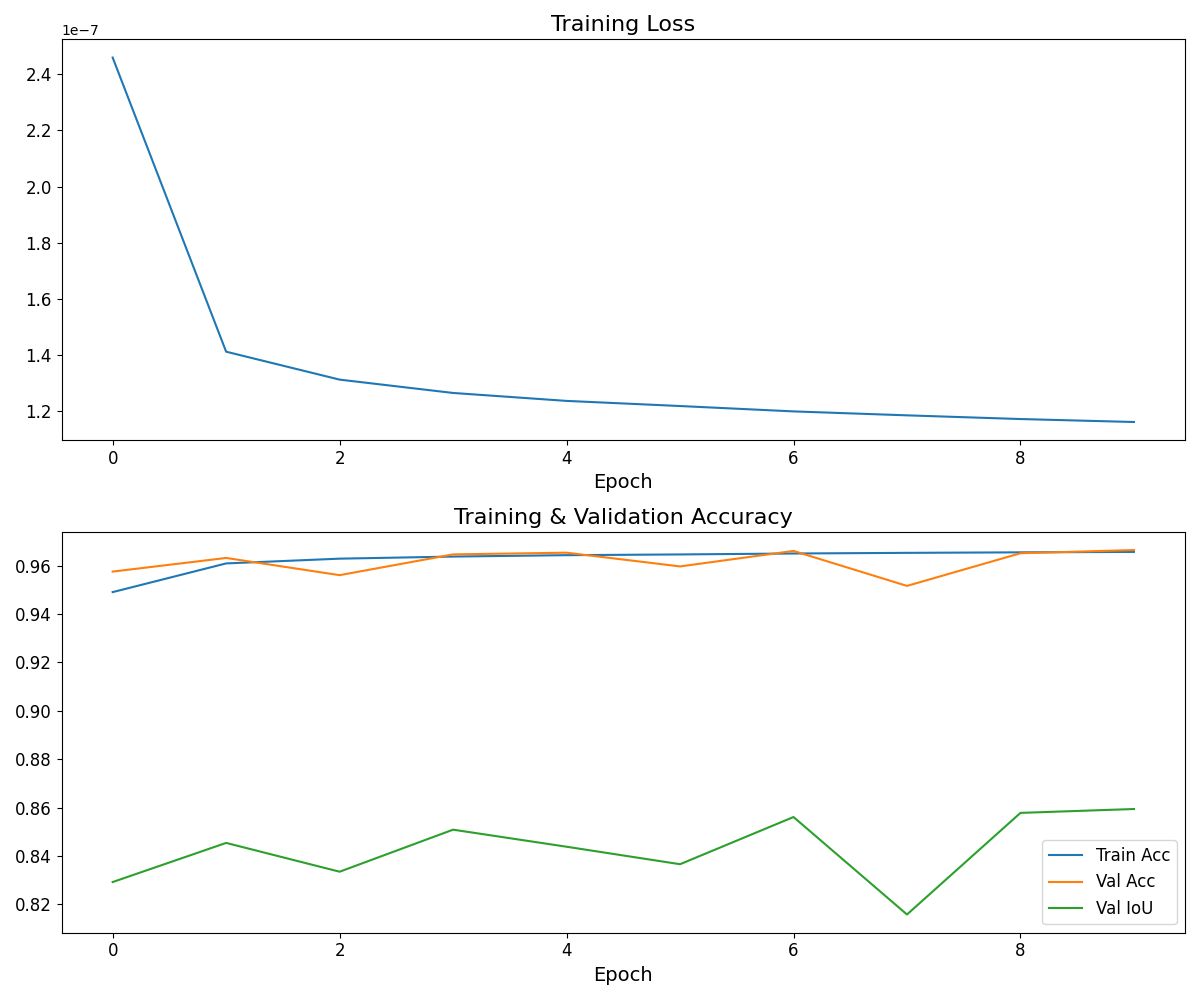 Training Loss
1e−7
2.4
2.2
2.0
1.8
1.6
1.4
1.2
0 2 4 6 8
Epoch
Training & Validation Accuracy
0.96
0.94
0.92
0.90
0.88
0.86
0.84
0.82
Train Acc
Val Acc
Val IoU
0 2 4 6 8
Epoch